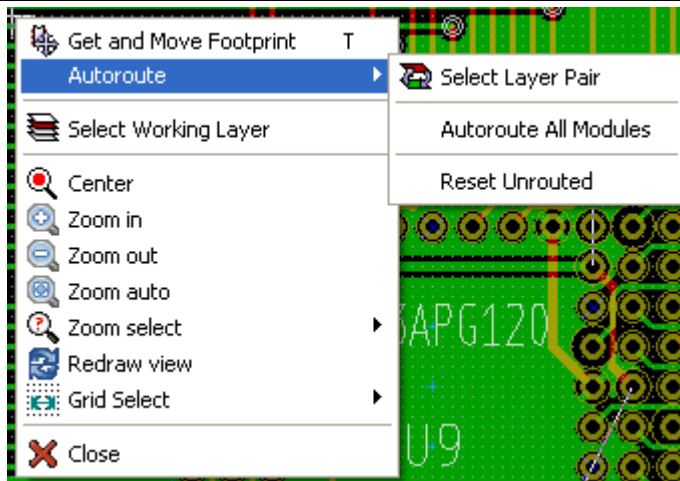 Get and Move Footprint T
Autoroute
Select Layer Pair
Select Working Layer
Autoroute All Modules
Reset Unrouted
Center
Zoom in
Zoom out
Zoom auto
Zoom select
Redraw view
Grid Select
Close
APG120
U9